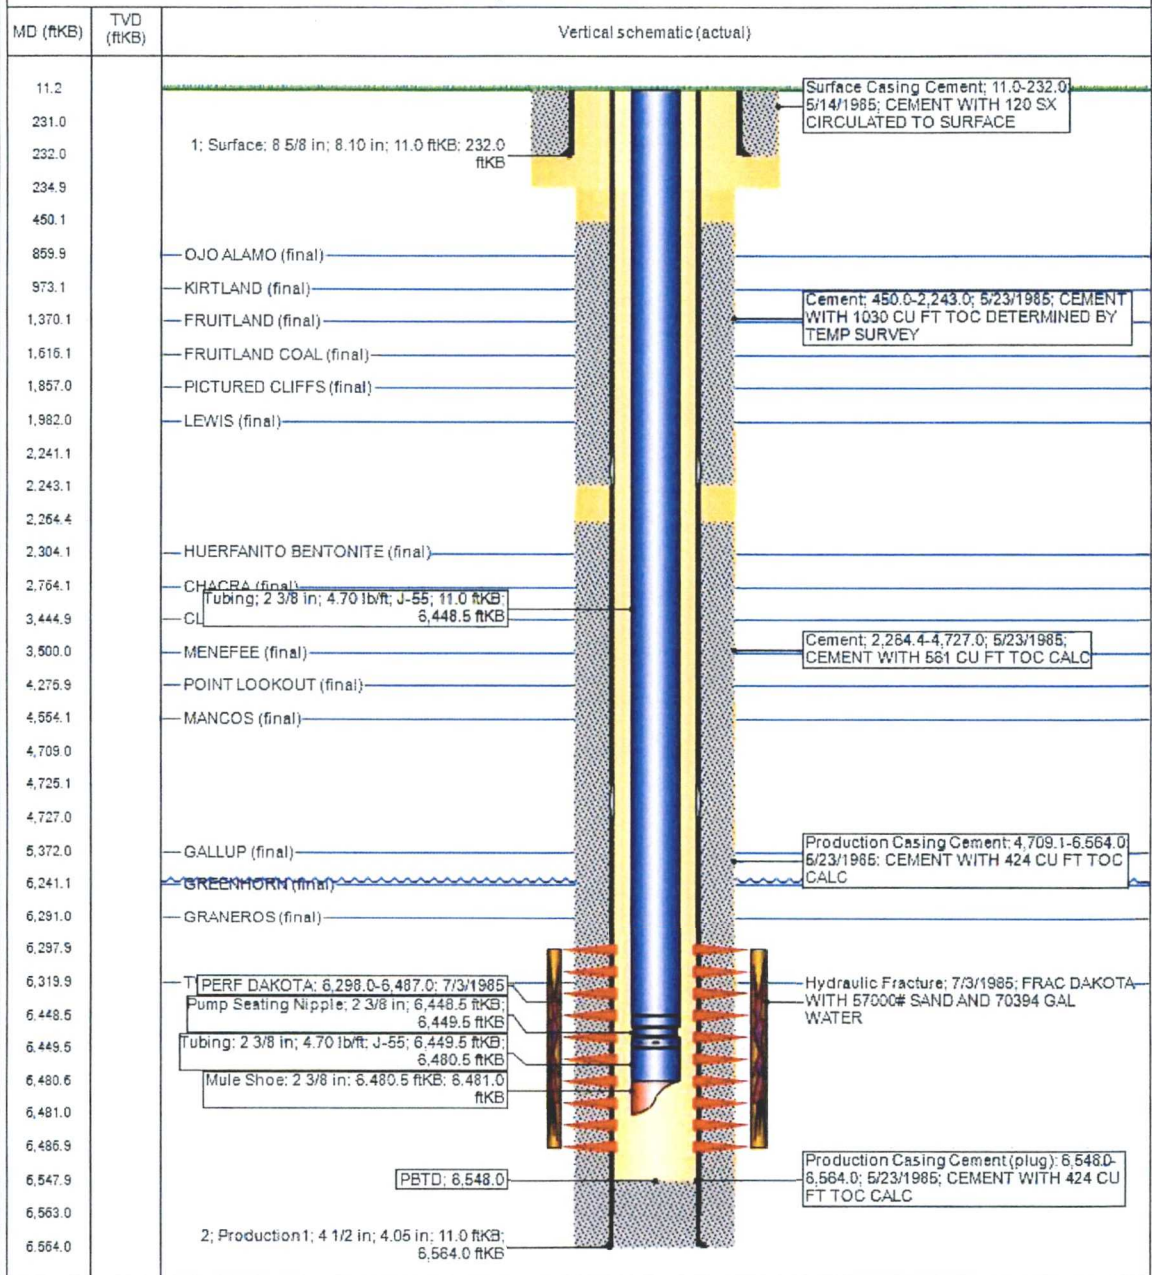 MD (ftKB)
TVD
(ftKB)
Vertical schematic (actual)
11.2
231.0
232.0
234.9
450.1
859.9
973.1
1,370.1
1,616.1
1,857.0
1,982.0
2,241.1
2,243.1
2,264.4
2,304.1
2,764.1
3,444.9
3,500.0
4,275.9
4,554.1
4,709.0
4,725.1
4,727.0
5,372.0
6,241.1
6,291.0
6,297.9
6,319.9
6,448.5
6,449.5
6,480.6
6,481.0
6,486.9
6,547.9
6,563.0
6,564.0
Surface Casing Cement; 11.0-232.0;
5/14/1985; CEMENT WITH 120 SX
CIRCULATED TO SURFACE
1; Surface; 8 5/8 in; 8.10 in; 11.0 ftKB; 232.0
ftKB
OJO ALAMO (final)
KIRTLAND (final)
Cement; 450.0-2,243.0; 5/23/1985; CEMENT
WITH 1030 CU FT TOC DETERMINED BY
TEMP SURVEY
FRUITLAND (final)
FRUITLAND COAL (final)
PICTURED CLIFFS (final)
LEWIS (final)
HUERFANITO BENTONITE (final)
CHACRA (final)
Tubing; 2 3/8 in; 4.70 lb/ft; J-55; 11.0 ftKB;
6,448.5 ftKB
CL
MENEFEE (final)
Cement; 2,264.4-4,727.0; 5/23/1985;
CEMENT WITH 561 CU FT TOC CALC
POINT LOOKOUT (final)
MANCOS (final)
GALLUP (final)
Production Casing Cement; 4,709.1-6,564.0;
5/23/1985; CEMENT WITH 424 CU FT TOC
CALC
GREENHORN (final)
GRANEROS (final)
PERF DAKOTA; 6,298.0-6,487.0; 7/3/1985
Hydraulic Fracture; 7/3/1985; FRAC DAKOTA
WITH 57000# SAND AND 70394 GAL
WATER
Pump Seating Nipple; 2 3/8 in; 6,448.5 ftKB;
6,449.5 ftKB
Tubing; 2 3/8 in; 4.70 lb/ft; J-55; 6,449.5 ftKB;
6,480.5 ftKB
Mule Shoe; 2 3/8 in; 6,480.5 ftKB; 6,481.0
ftKB
PBTD; 6,548.0
Production Casing Cement (plug); 6,548.0-
6,564.0; 5/23/1985; CEMENT WITH 424 CU
FT TOC CALC
2; Production1; 4 1/2 in; 4.05 in; 11.0 ftKB;
6,564.0 ftKB